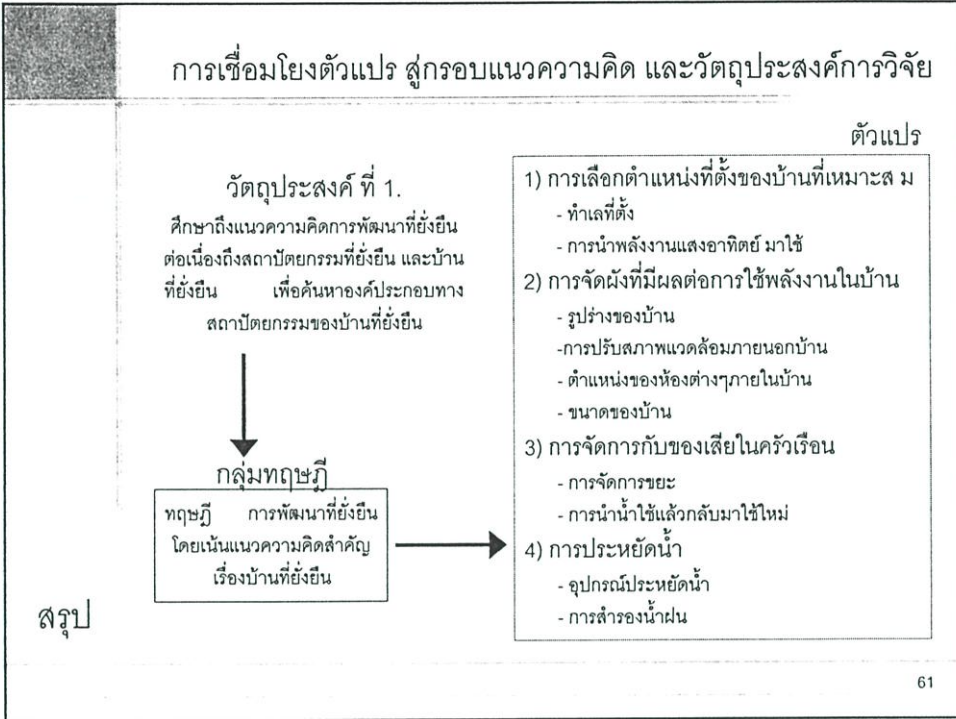 การเชื่อมโยงตัวแปร สู่กรอบแนวความคิด และวัตถุประสงค์การวิจัย
วัตถุประสงค์ ที่ 1.
ศึกษาถึงแนวความคิดการพัฒนาที่ยั่งยืน
ต่อเนื่องถึงสถาปัตยกรรมที่ยั่งยืน และบ้าน
ที่ยั่งยืน เพื่อค้นหาองค์ประกอบทาง
สถาปัตยกรรมของบ้านที่ยั่งยืน
กลุ่มทฤษฎี
ทฤษฎี การพัฒนาที่ยั่งยืน
โดยเน้นแนวความคิดสำคัญ
เรื่องบ้านที่ยั่งยืน
ตัวแปร
1) การเลือกตำแหน่งที่ตั้งของบ้านที่เหมาะส ม
- ทำเลที่ตั้ง
- การนำพลังงานแสงอาทิตย์ มาใช้
2) การจัดผังที่มีผลต่อการใช้พลังงานในบ้าน
- รูปร่างของบ้าน
-การปรับสภาพแวดล้อมภายนอกบ้าน
- ตำแหน่งของห้องต่างๆภายในบ้าน
- ขนาดของบ้าน
3) การจัดการกับของเสียในครัวเรือน
- การจัดการขยะ
- การนำน้ำใช้แล้วกลับมาใช้ใหม่
4) การประหยัดน้ำ
- อุปกรณ์ประหยัดน้ำ
- การสำรองน้ำฝน
สรุป
61